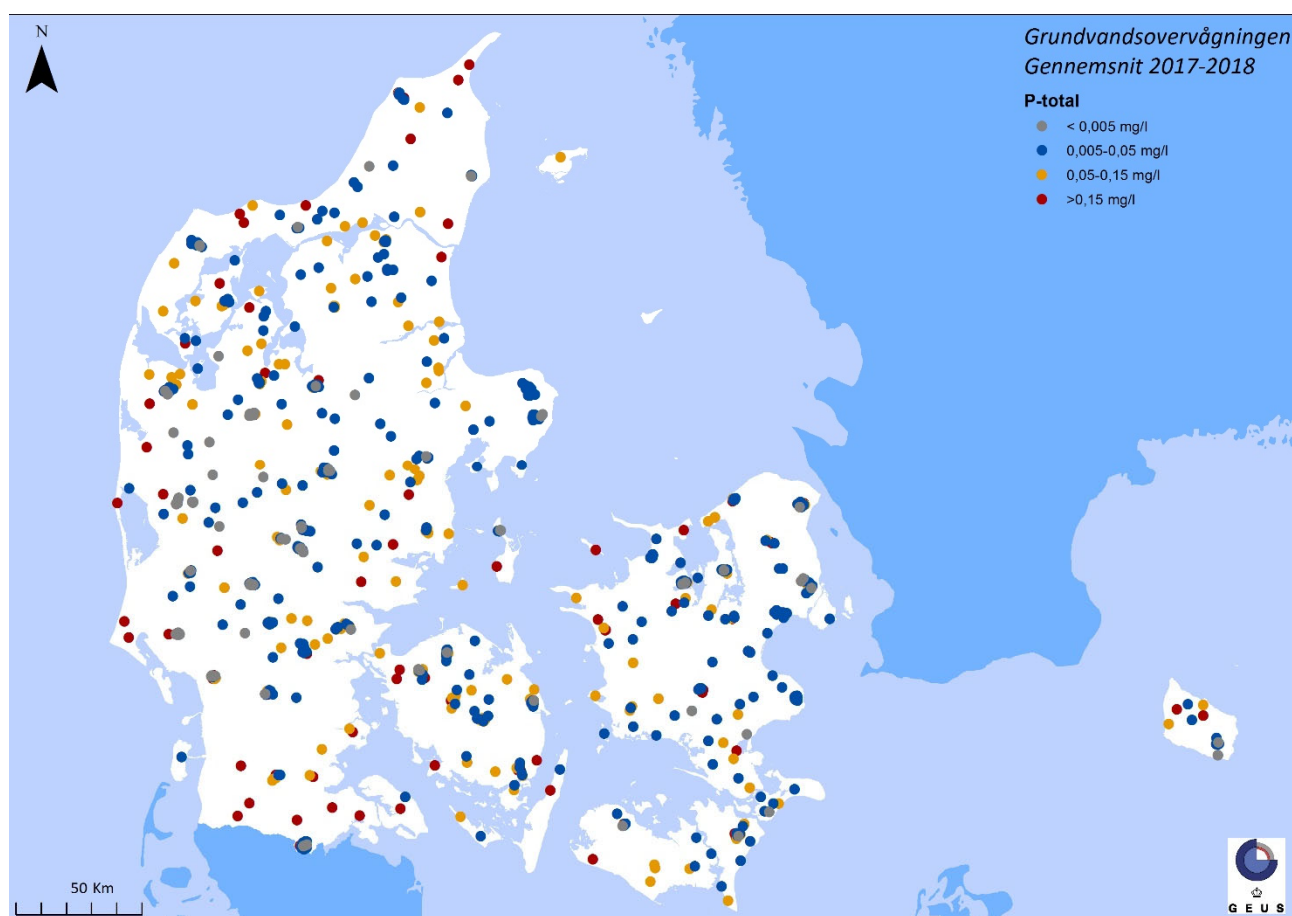 N
Grundvandsovervågningen
Gennemsnit 2017-2018
P-total
< 0,005 mg/l
0,005-0,05 mg/l
0,05-0,15 mg/l
>0,15 mg/l
50 Km
G E U S